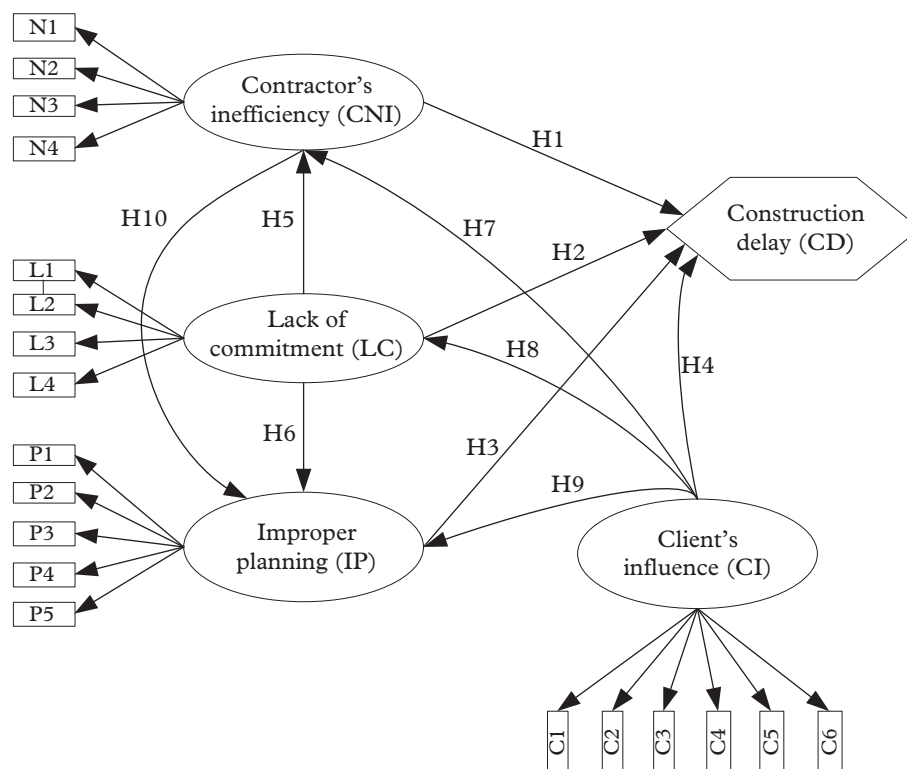 N1
N2
N3
N4
Contractor's
inefficiency (CNI)
H1
Construction
delay (CD)
H10
H5
H7
H2
L1
L2
L3
L4
Lack of
commitment (LC)
H8
H4
H6
H3
H9
P1
P2
P3
P4
P5
Improper
planning (IP)
Client's
influence (CI)
C1
C2
C3
C4
C5
C6